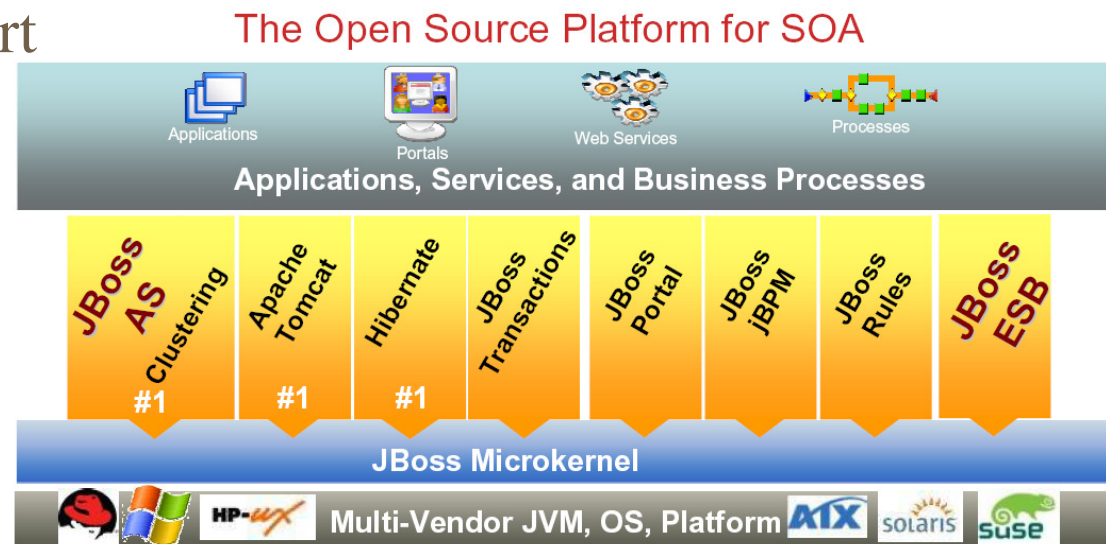 rt
The Open Source Platform for SOA
Applications
Portals
Web Services
Processes
Applications, Services, and Business Processes
JBoss
AS
Clustering
#1
Apache
Tomcat
#1
Hibernate
#1
JBoss
Transactions
JBoss
Portal
JBoss
jBPM
JBoss
Rules
JBoss
ESB
JBoss Microkernel
HP-UX
Multi-Vendor JVM, OS, Platform
AIX
solaris
suse